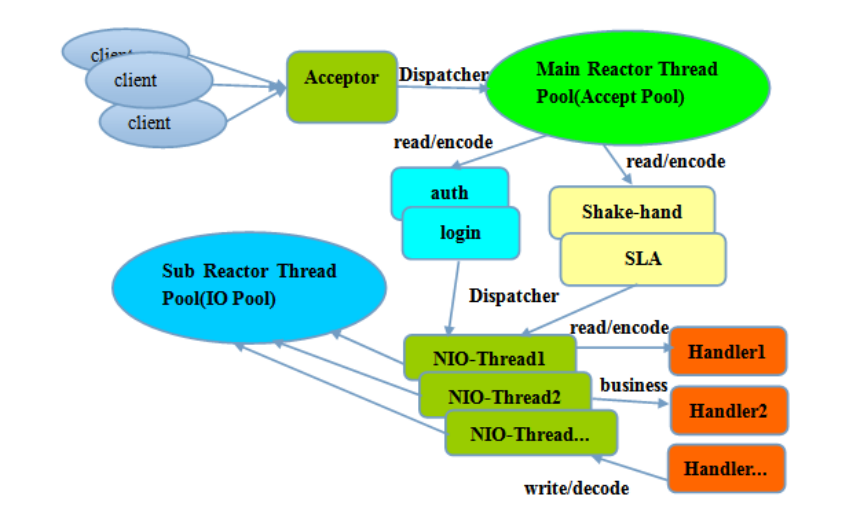 client
client
client
Acceptor
Dispatcher
Main Reactor Thread
Pool(Accept Pool)
read/encode
read/encode
auth
login
Shake-hand
SLA
Sub Reactor Thread
Pool(IO Pool)
Dispatcher
read/encode
NIO-Thread1
NIO-Thread2
NIO-Thread...
business
Handler1
Handler2
Handler...
write/decode